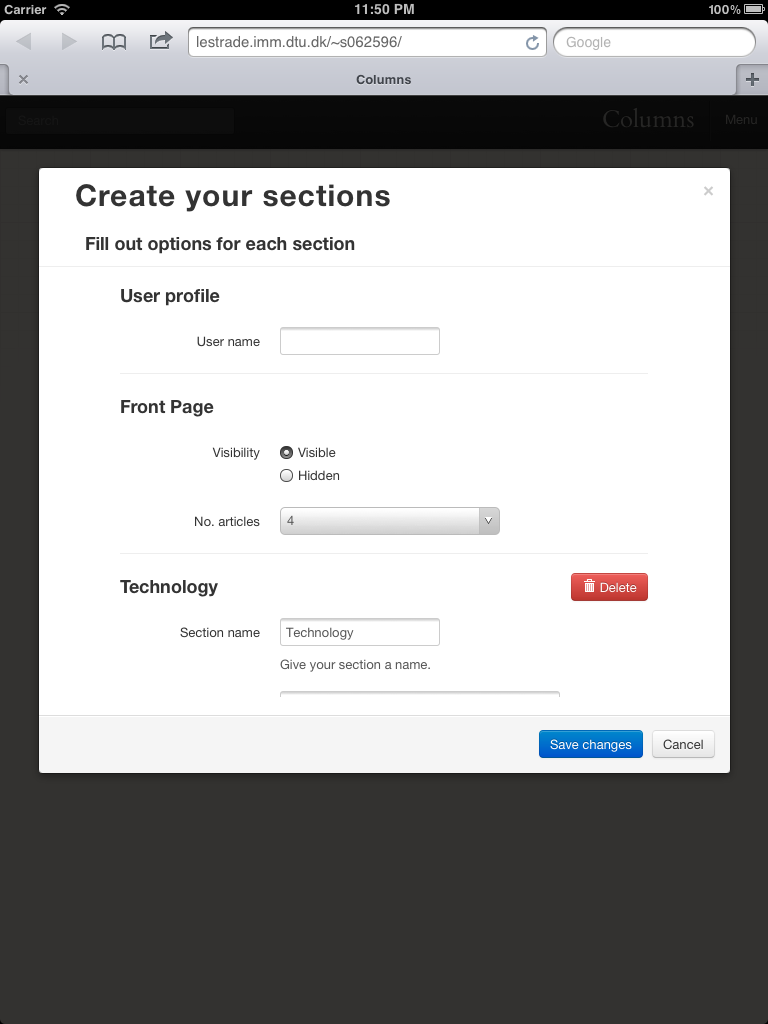 Carrier 11:50 PM 100%
lestrade.imm.dtu.dk/~s062596/ Google
Columns
Search Columns Menu
Create your sections ×
Fill out options for each section
User profile
User name
Front Page
Visibility Visible
Hidden
No. articles 4
Technology Delete
Section name Technology
Give your section a name.
Save changes Cancel